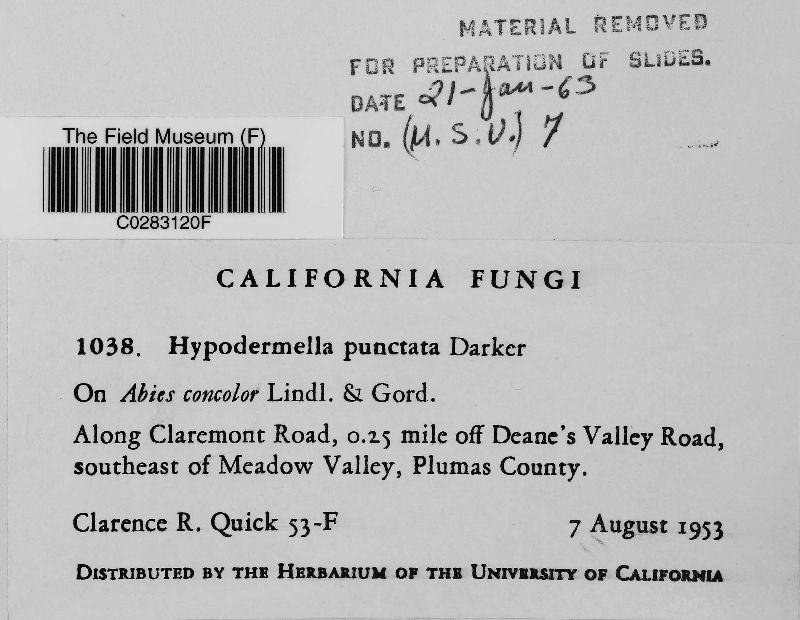 MATERIAL REMOVED
FOR PREPARATION OF SLIDES.
DATE 21-Jan-63
NO. (U.S.V.) 7
The Field Museum (F)
C0283120F
CALIFORNIA FUNGI
1038. Hypodermella punctata Darker
On Abies concolor Lindl. & Gord.
Along Claremont Road, 0.25 mile off Deane's Valley Road,
southeast of Meadow Valley, Plumas County.
Clarence R. Quick 53-F 7 August 1953
DISTRIBUTED BY THE HERBARIUM OF THE UNIVERSITY OF CALIFORNIA